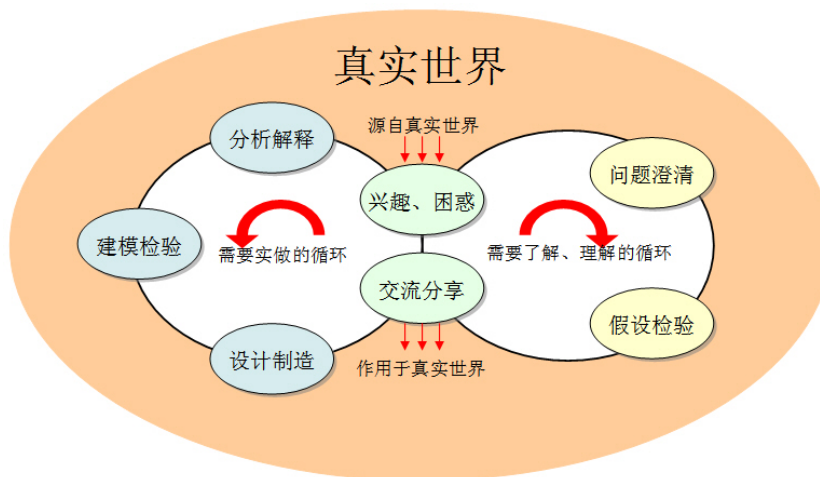 真实世界
源自真实世界
分析解释
兴趣、困惑
问题澄清
建模检验
需要实做的循环
需要了解、理解的循环
交流分享
设计制造
假设检验
作用于真实世界